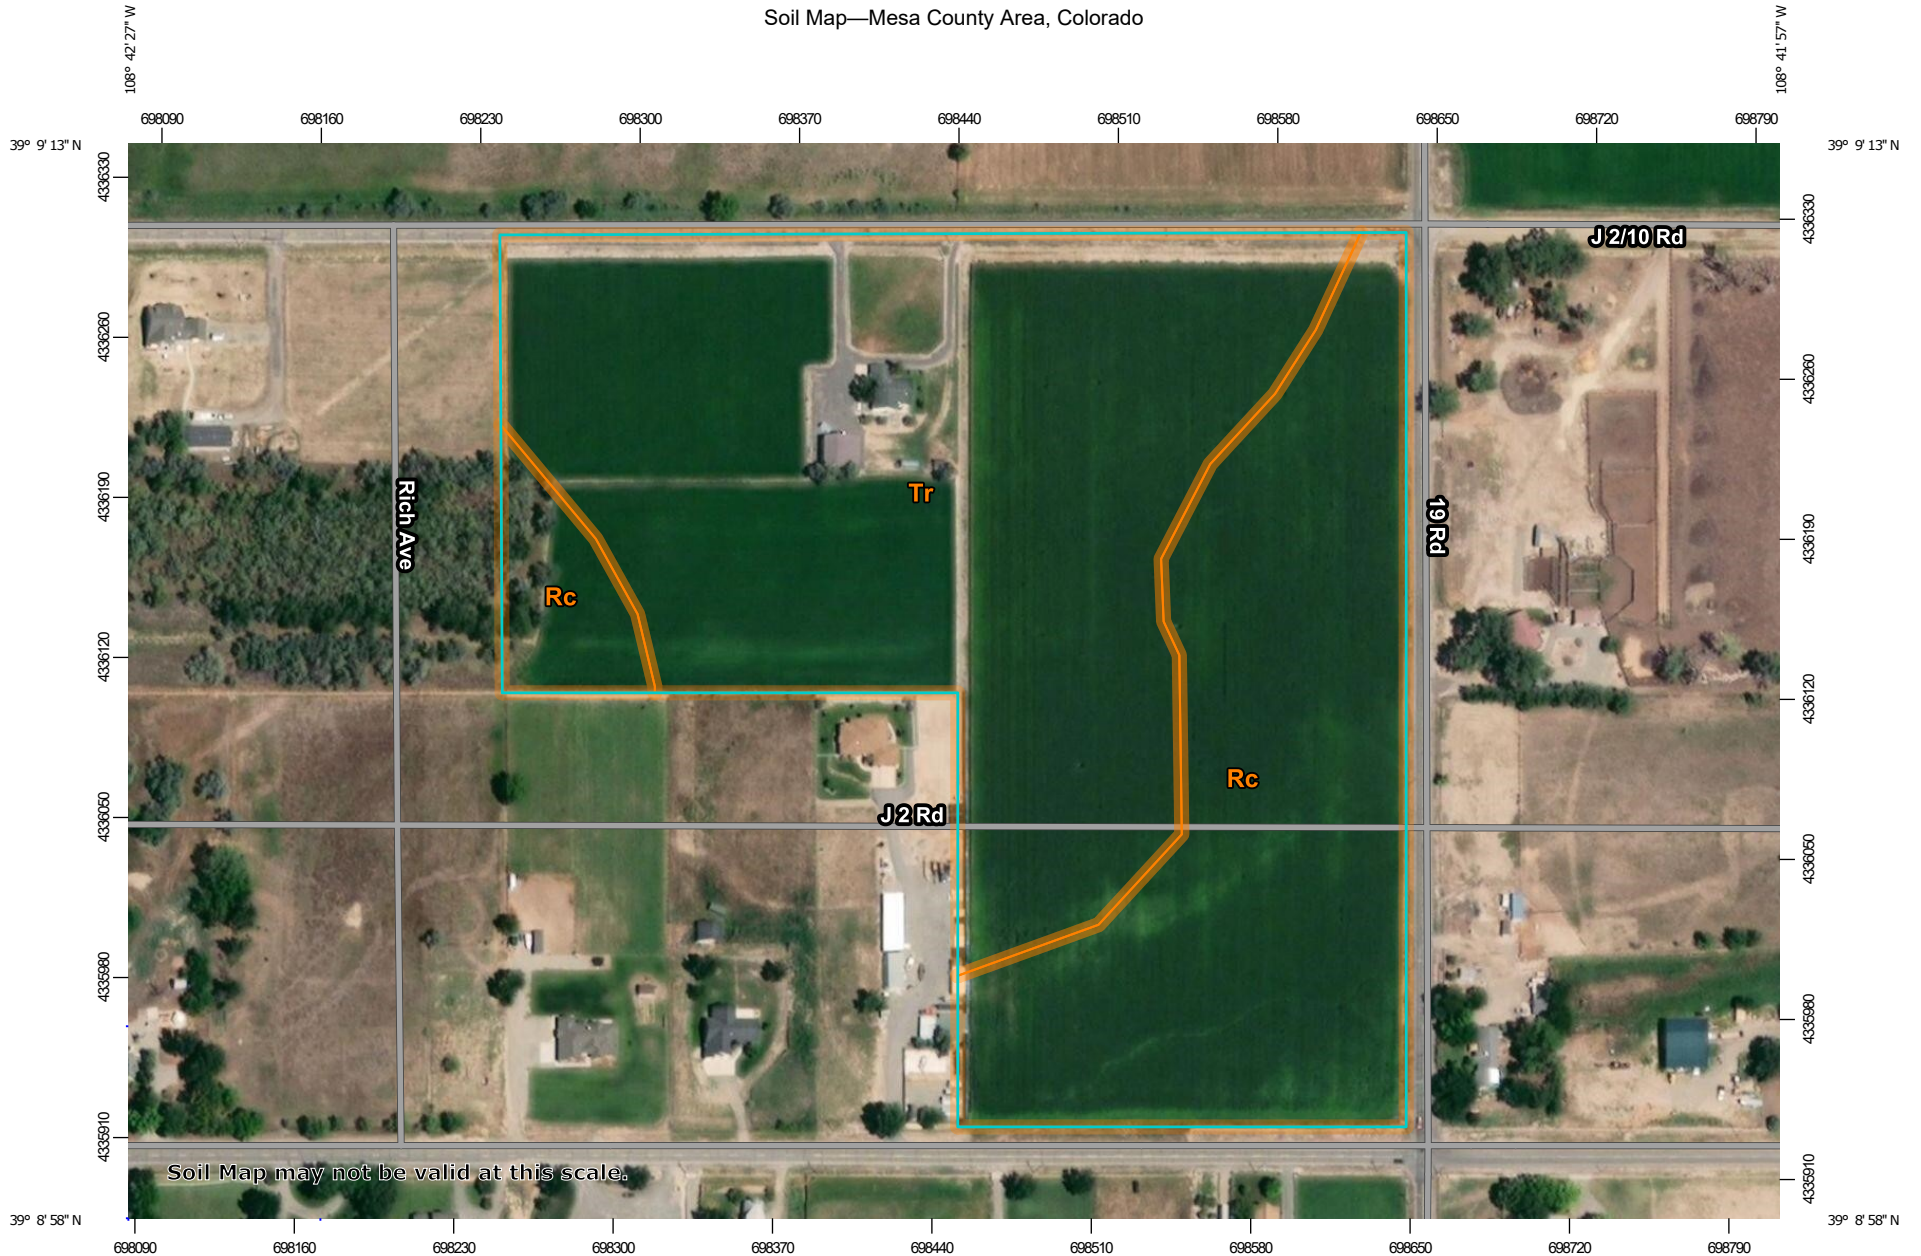 Soil Map—Mesa County Area, Colorado
108° 42' 27'' W
108° 41' 57'' W
698090 698160 698230 698300 698370 698440 698510 698580 698650 698720 698790
39° 9' 13'' N
39° 9' 13'' N
4336330
4336330
J 2/10 Rd
4336260
4336260
Tr
4336190
Rich Ave
19 Rd
4336190
Rc
4336120
4336120
Rc
4336050
J 2 Rd
4336050
4335980
4335980
4335910
4335910
Soil Map may not be valid at this scale.
39° 8' 58'' N
39° 8' 58'' N
698090 698160 698230 698300 698370 698440 698510 698580 698650 698720 698790